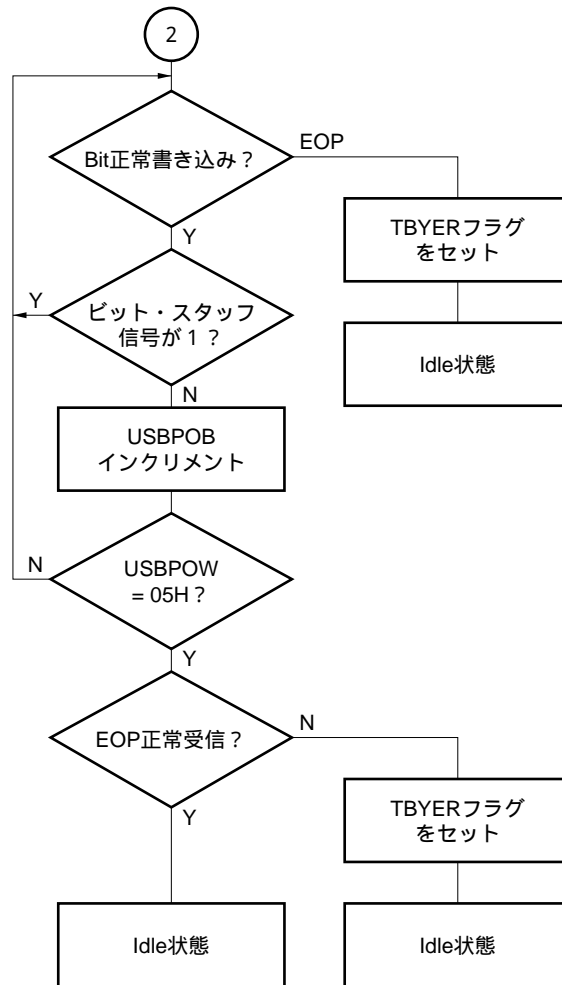 2
Bit正常書き込み？
EOP
TBYERフラグ
をセット
Y
Y
ビット・スタッフ
信号が１？
Idle状態
N
USBPOB
インクリメント
N
USBPOW
= 05H？
Y
EOP正常受信？
N
Y
TBYERフラグ
をセット
Idle状態
Idle状態